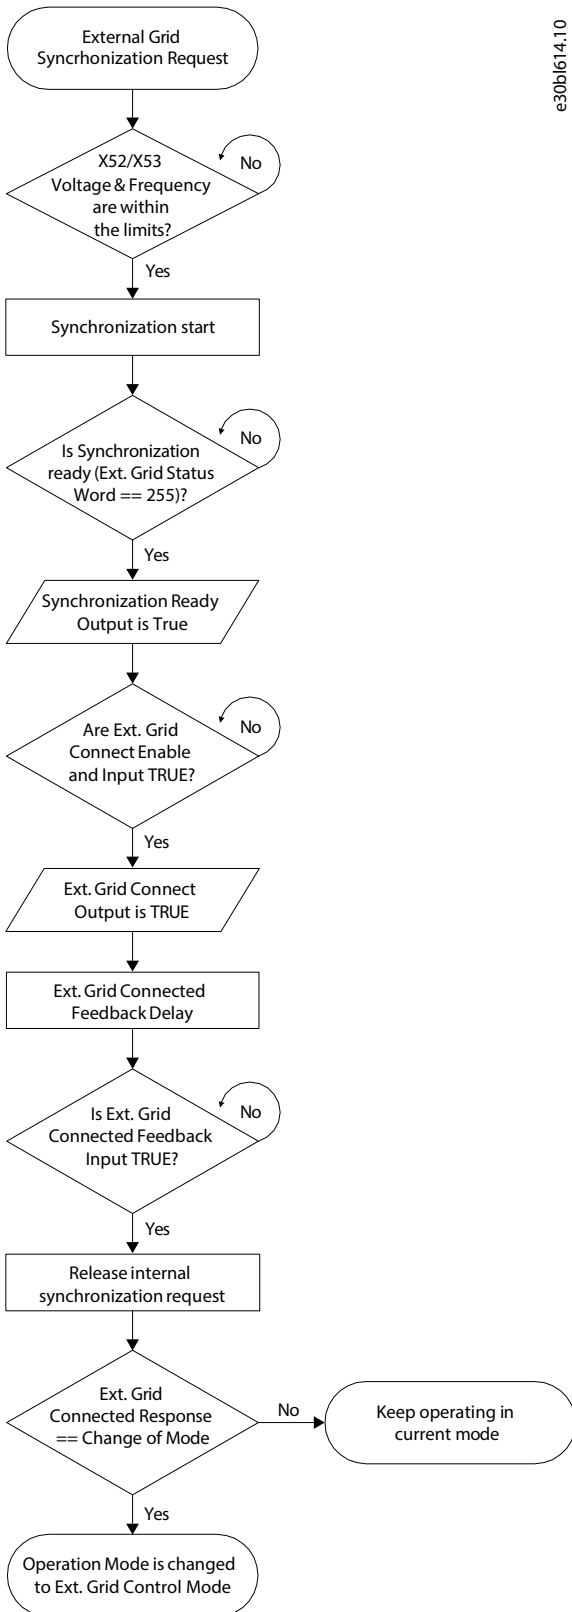 External Grid
Syncrhonization Request
e30bl614.10
X52/X53
Voltage & Frequency
are within
the limits?
No
Yes
Synchronization start
Is Synchronization
ready (Ext. Grid Status
Word == 255)?
No
Yes
Synchronization Ready
Output is True
Are Ext. Grid
Connect Enable
and Input TRUE?
No
Yes
Ext. Grid Connect
Output is TRUE
Ext. Grid Connected
Feedback Delay
Is Ext. Grid
Connected Feedback
Input TRUE?
No
Yes
Release internal
synchronization request
Ext. Grid
Connected Response
== Change of Mode
No
Keep operating in
current mode
Yes
Operation Mode is changed
to Ext. Grid Control Mode